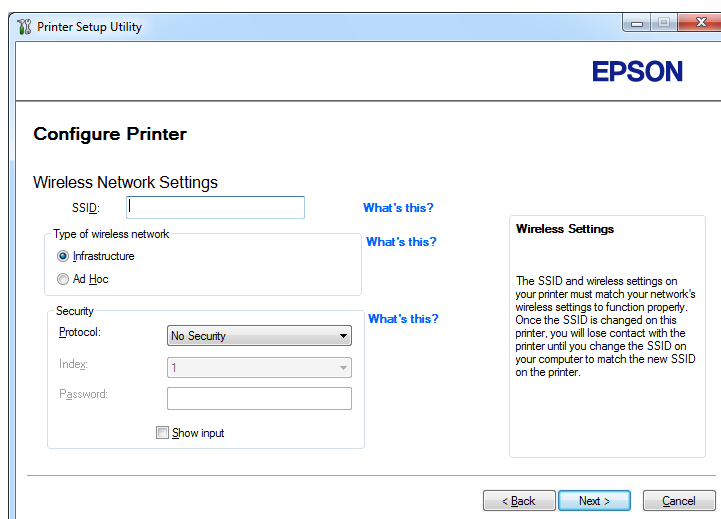 Printer Setup Utility
EPSON
Configure Printer
Wireless Network Settings
SSID:
What's this?
Type of wireless network
What's this?
Infrastructure
Ad Hoc
Security
What's this?
Protocol:
No Security
Index:
1
Password:
Show input
Wireless Settings
The SSID and wireless settings on
your printer must match your network's
wireless settings to function properly.
Once the SSID is changed on this
printer, you will lose contact with the
printer until you change the SSID on
your computer to match the new SSID
on the printer.
< Back
Next >
Cancel